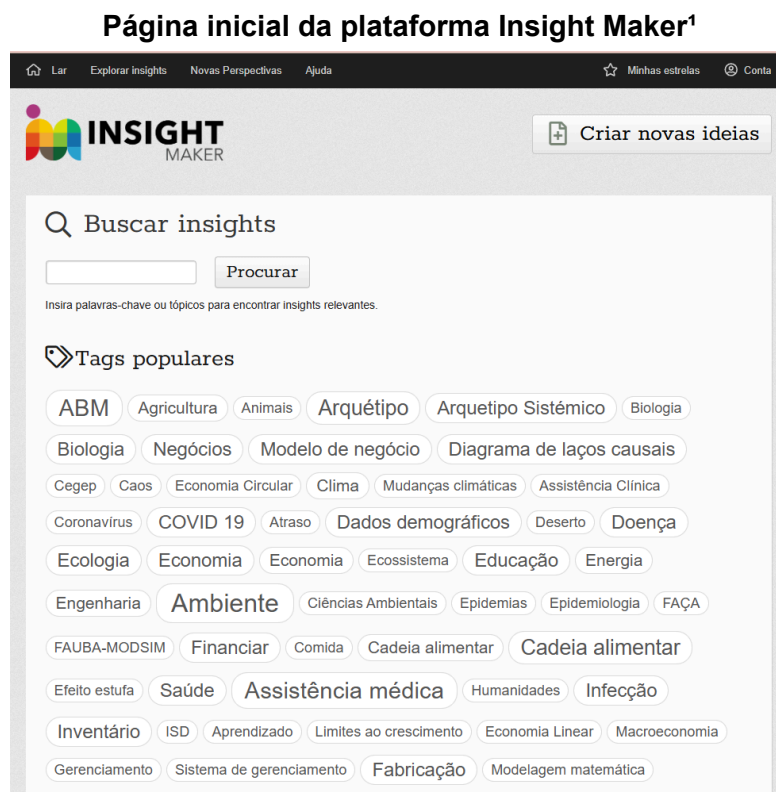 Página inicial da plataforma Insight Maker¹
Lar Explorar insights Novas Perspectivas Ajuda Minhas estrelas Conta
INSIGHT
MAKER
Criar novas ideias
Buscar insights
Procurar
Insira palavras-chave ou tópicos para encontrar insights relevantes.
Tags populares
ABM Agricultura Animais Arquétipo Arquetipo Sistémico Biologia
Biologia Negócios Modelo de negócio Diagrama de laços causais
Cegep Caos Economia Circular Clima Mudanças climáticas Assistência Clínica
Coronavírus COVID 19 Atraso Dados demográficos Deserto Doença
Ecologia Economia Economia Ecossistema Educação Energia
Engenharia Ambiente Ciências Ambientais Epidemias Epidemiologia FAÇA
FAUBA-MODSIM Financiar Comida Cadeia alimentar Cadeia alimentar
Efeito estufa Saúde Assistência médica Humanidades Infecção
Inventário ISD Aprendizado Limites ao crescimento Economia Linear Macroeconomia
Gerenciamento Sistema de gerenciamento Fabricação Modelagem matemática